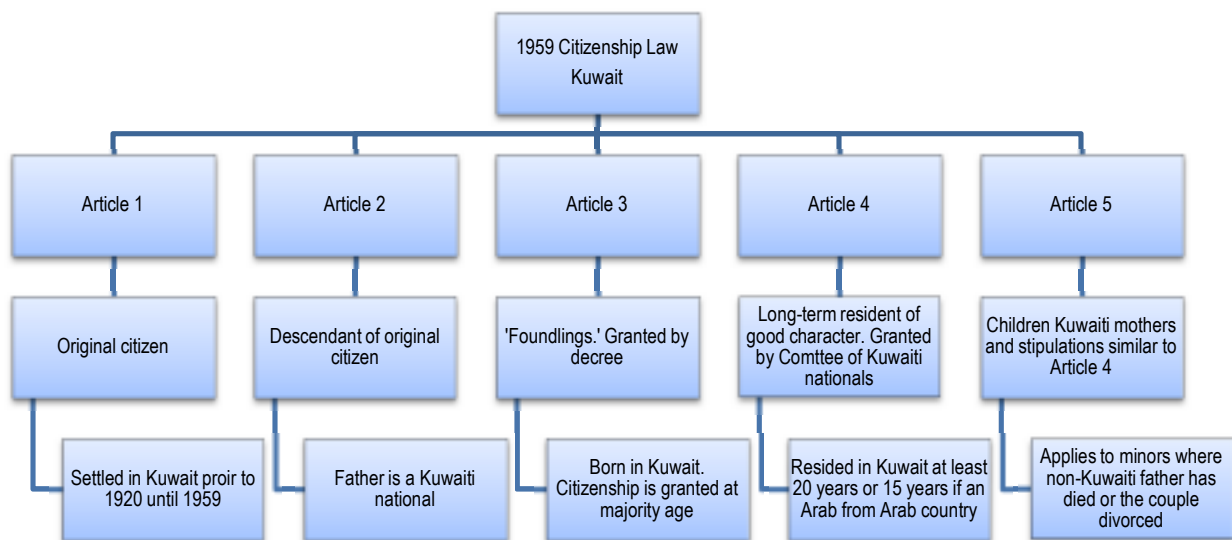 1959 Citizenship Law
Kuwait
Article 1
Article 2
Article 3
Article 4
Article 5
Original citizen
Descendant of original
citizen
'Foundlings.' Granted by
decree
Long-term resident of
good character. Granted
by Comttee of Kuwaiti
nationals
Children Kuwaiti mothers
and stipulations similar to
Article 4
Settled in Kuwait proir to
1920 until 1959
Father is a Kuwaiti
national
Born in Kuwait.
Citizenship is granted at
majority age
Resided in Kuwait at least
20 years or 15 years if an
Arab from Arab country
Applies to minors where
non-Kuwaiti father has
died or the couple
divorced